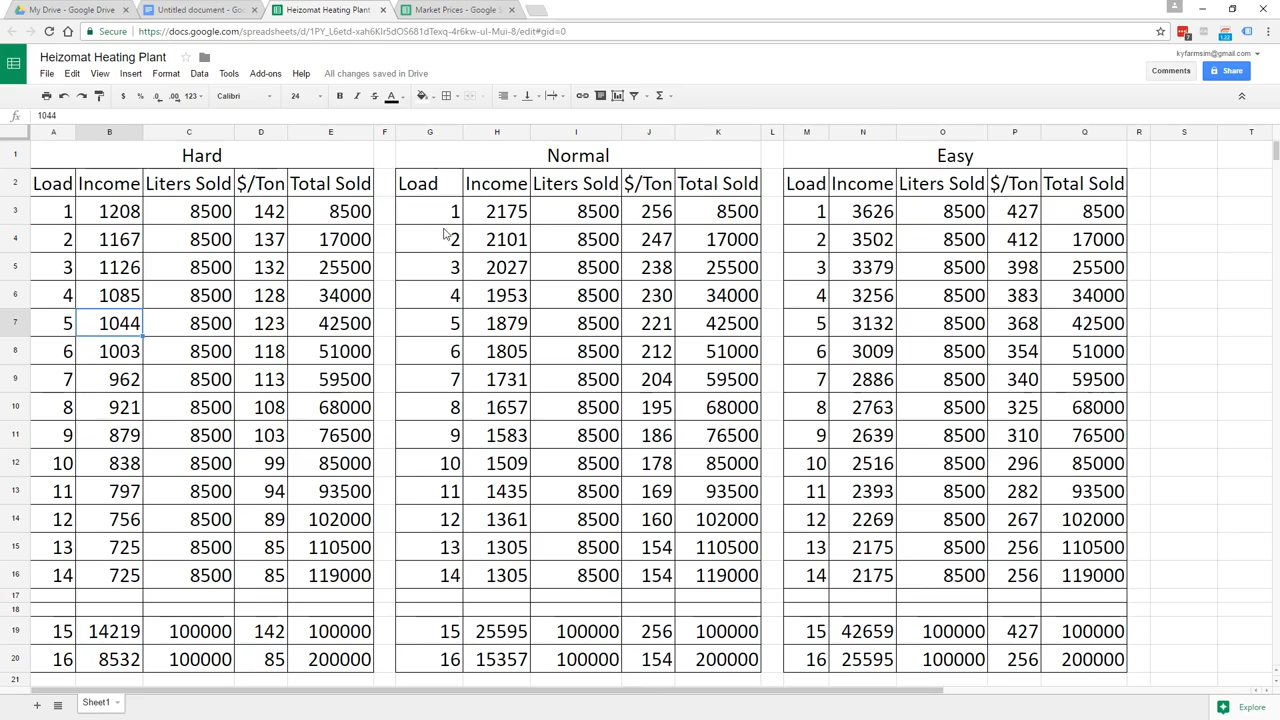 My Drive - Google Drive
Untitled document - Goo
Heizomat Heating Plant
Market Prices - Google S
Secure
https://docs.google.com/spreadsheets/d/1PY_L6etd-xah6KIr5dOS681dTexq-4r6kw-ul-Mui-8/edit#gid=0
7
1.22
Heizomat Heating Plant
kyfarmsim@gmail.com
File Edit View Insert Format Data Tools Add-ons Help All changes saved in Drive
Comments
Share
$ % .0 .00 123 Calibri 24 B I S A Σ
fx 1044
A B C D E F G H I J K L M N O P Q R S T
1 Hard Normal Easy
2 Load Income Liters Sold $/Ton Total Sold Load Income Liters Sold $/Ton Total Sold Load Income Liters Sold $/Ton Total Sold
3 1 1208 8500 142 8500 1 2175 8500 256 8500 1 3626 8500 427 8500
4 2 1167 8500 137 17000 2 2101 8500 247 17000 2 3502 8500 412 17000
5 3 1126 8500 132 25500 3 2027 8500 238 25500 3 3379 8500 398 25500
6 4 1085 8500 128 34000 4 1953 8500 230 34000 4 3256 8500 383 34000
7 5 1044 8500 123 42500 5 1879 8500 221 42500 5 3132 8500 368 42500
8 6 1003 8500 118 51000 6 1805 8500 212 51000 6 3009 8500 354 51000
9 7 962 8500 113 59500 7 1731 8500 204 59500 7 2886 8500 340 59500
10 8 921 8500 108 68000 8 1657 8500 195 68000 8 2763 8500 325 68000
11 9 879 8500 103 76500 9 1583 8500 186 76500 9 2639 8500 310 76500
12 10 838 8500 99 85000 10 1509 8500 178 85000 10 2516 8500 296 85000
13 11 797 8500 94 93500 11 1435 8500 169 93500 11 2393 8500 282 93500
14 12 756 8500 89 102000 12 1361 8500 160 102000 12 2269 8500 267 102000
15 13 725 8500 85 110500 13 1305 8500 154 110500 13 2175 8500 256 110500
16 14 725 8500 85 119000 14 1305 8500 154 119000 14 2175 8500 256 119000
17
18
19 15 14219 100000 142 100000 15 25595 100000 256 100000 15 42659 100000 427 100000
20 16 8532 100000 85 200000 16 15357 100000 154 200000 16 25595 100000 256 200000
21
Sheet1
Explore